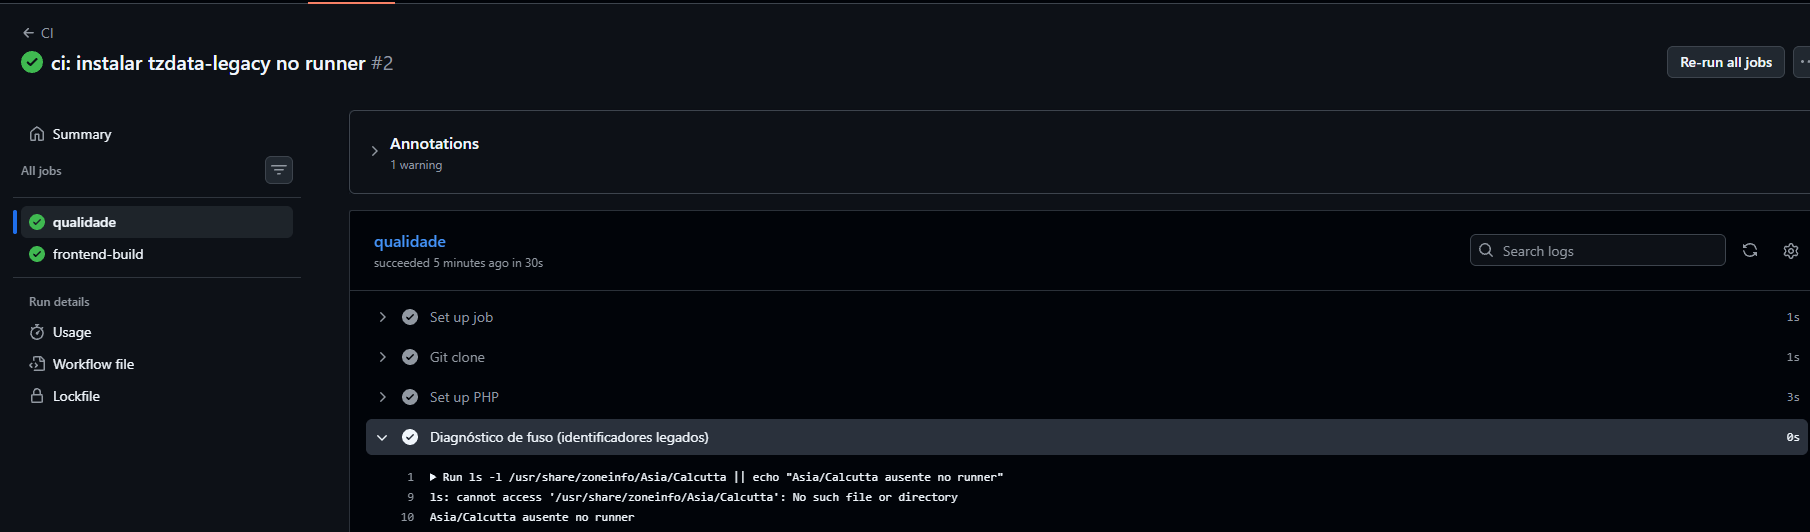 CI
ci: instalar tzdata-legacy no runner #2
Re-run all jobs
Summary
All jobs
qualidade
frontend-build
Run details
Usage
Workflow file
Lockfile
Annotations
1 warning
qualidade
succeeded 5 minutes ago in 30s
Search logs
Set up job 1s
Git clone 1s
Set up PHP 3s
Diagnóstico de fuso (identificadores legados) 0s
1 Run ls -l /usr/share/zoneinfo/Asia/Calcutta || echo "Asia/Calcutta ausente no runner"
9 ls: cannot access '/usr/share/zoneinfo/Asia/Calcutta': No such file or directory
10 Asia/Calcutta ausente no runner